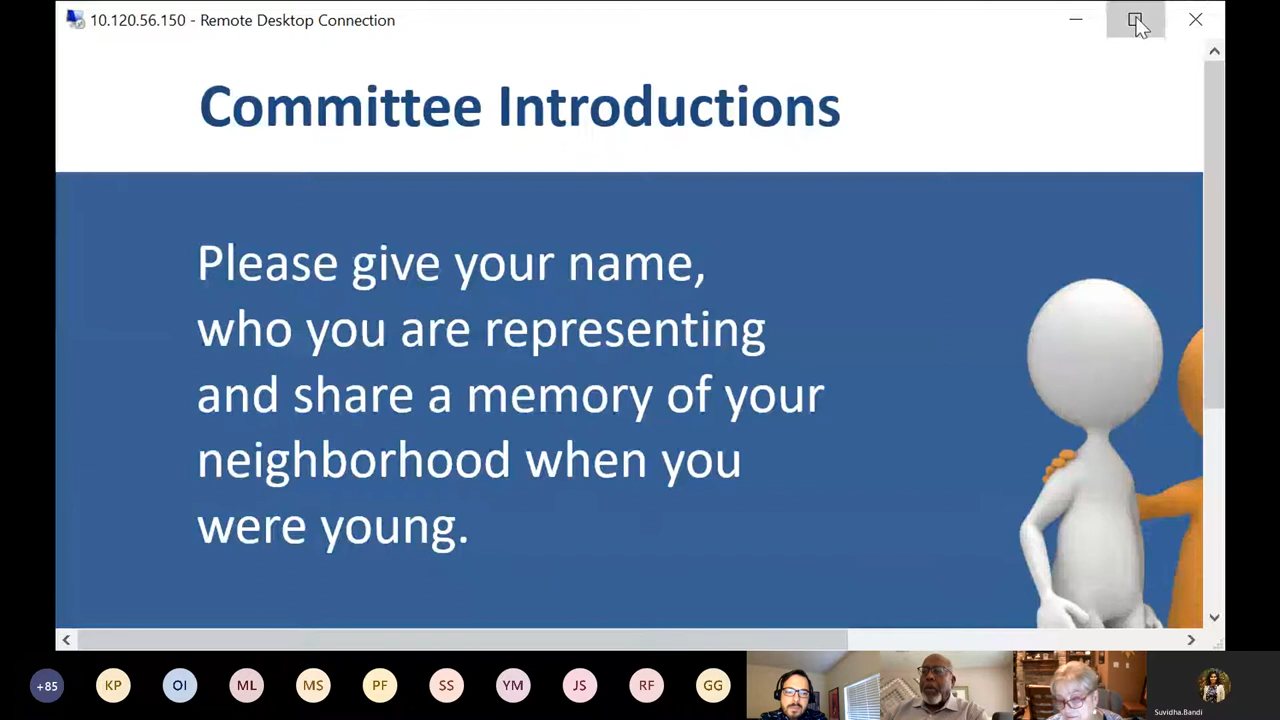 10.120.56.150 - Remote Desktop Connection
Committee Introductions
Please give your name,
who you are representing
and share a memory of your
neighborhood when you
were young.
+85
KP
OI
ML
MS
PF
SS
YM
JS
RF
GG
Suvidha.Bandi